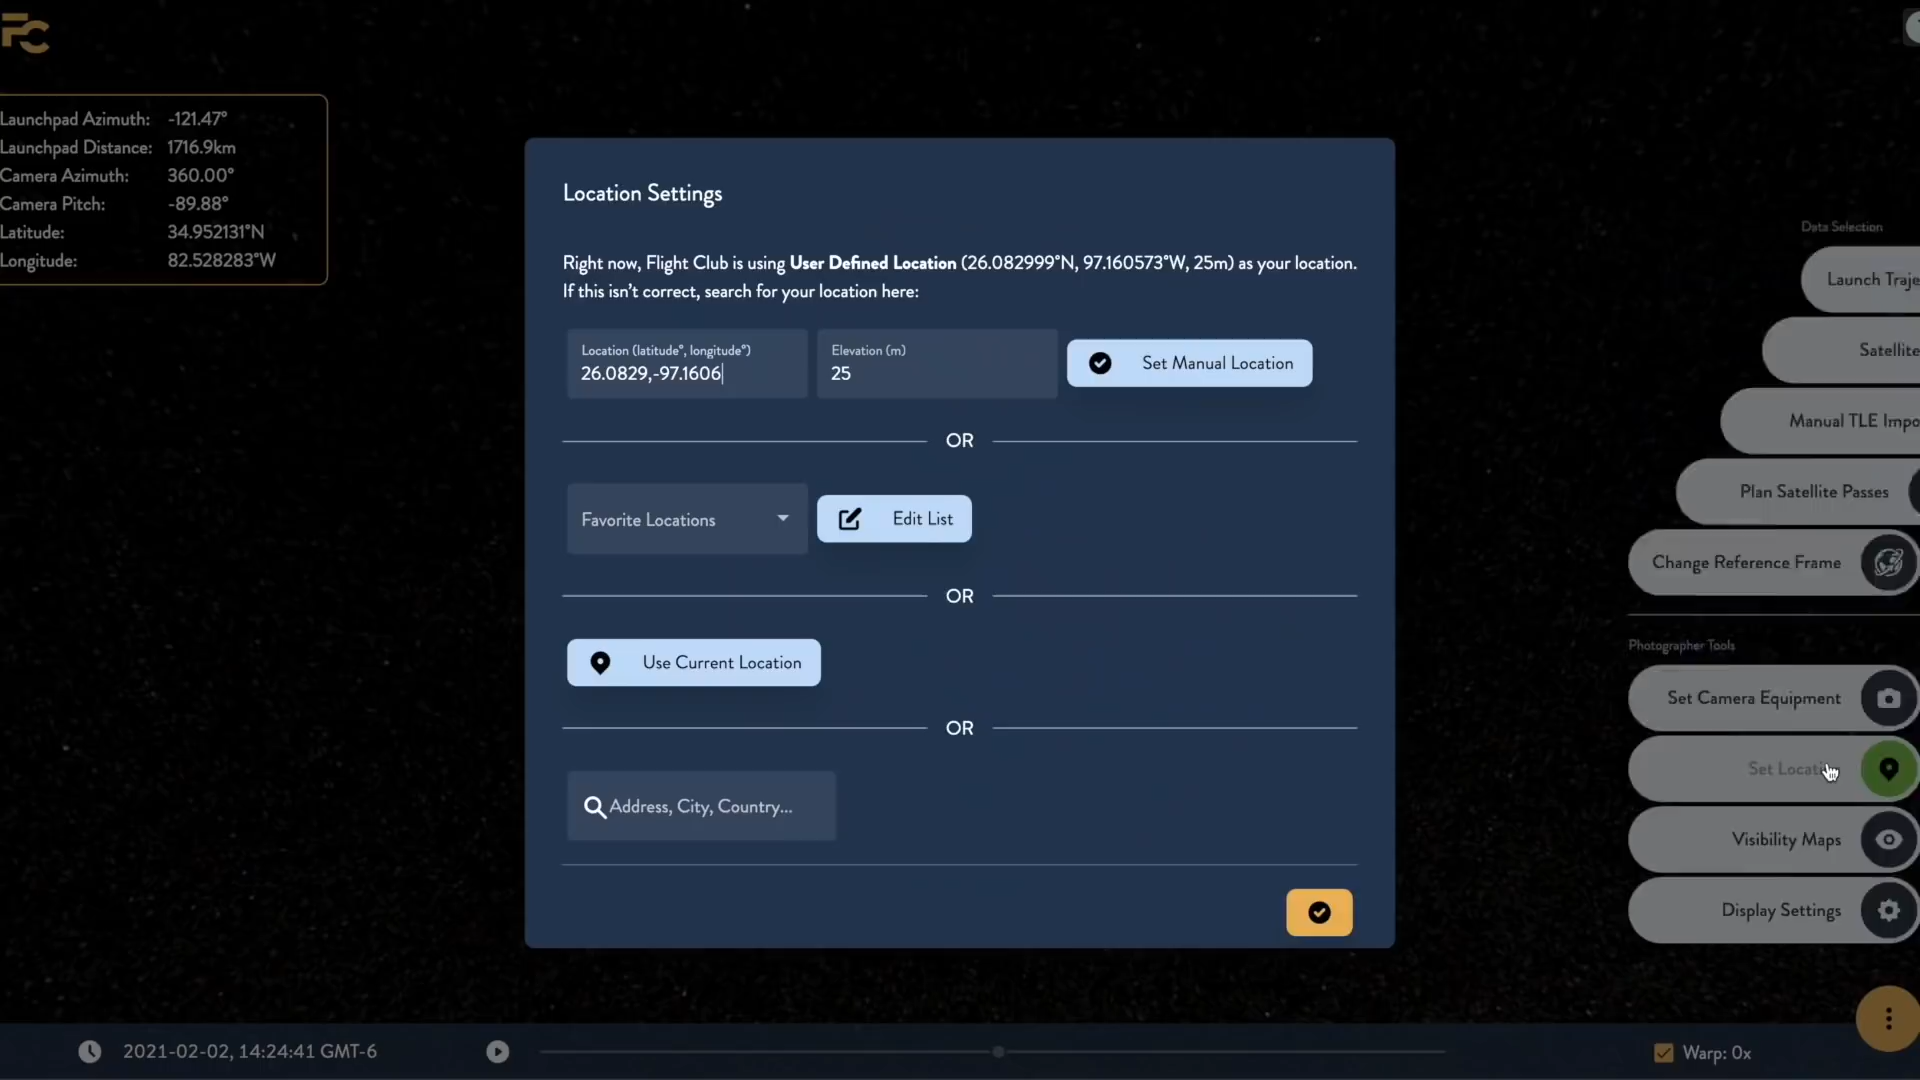 FC
Launchpad Azimuth: -121.47°
Launchpad Distance: 1716.9km
Camera Azimuth: 360.00°
Camera Pitch: -89.88°
Latitude: 34.952131°N
Longitude: 82.528283°W
Location Settings
Right now, Flight Club is using User Defined Location (26.082999°N, 97.160573°W, 25m) as your location.
If this isn't correct, search for your location here:
Location (latitude°, longitude°)
26.0829,-97.1606
Elevation (m)
25
Set Manual Location
OR
Favorite Locations
Edit List
OR
Use Current Location
OR
Address, City, Country...
Data Selection
Launch Traje
Satellite
Manual TLE Impo
Plan Satellite Passes
Change Reference Frame
Photographer Tools
Set Camera Equipment
Set Locati
Visibility Maps
Display Settings
2021-02-02, 14:24:41 GMT-6
Warp: 0x